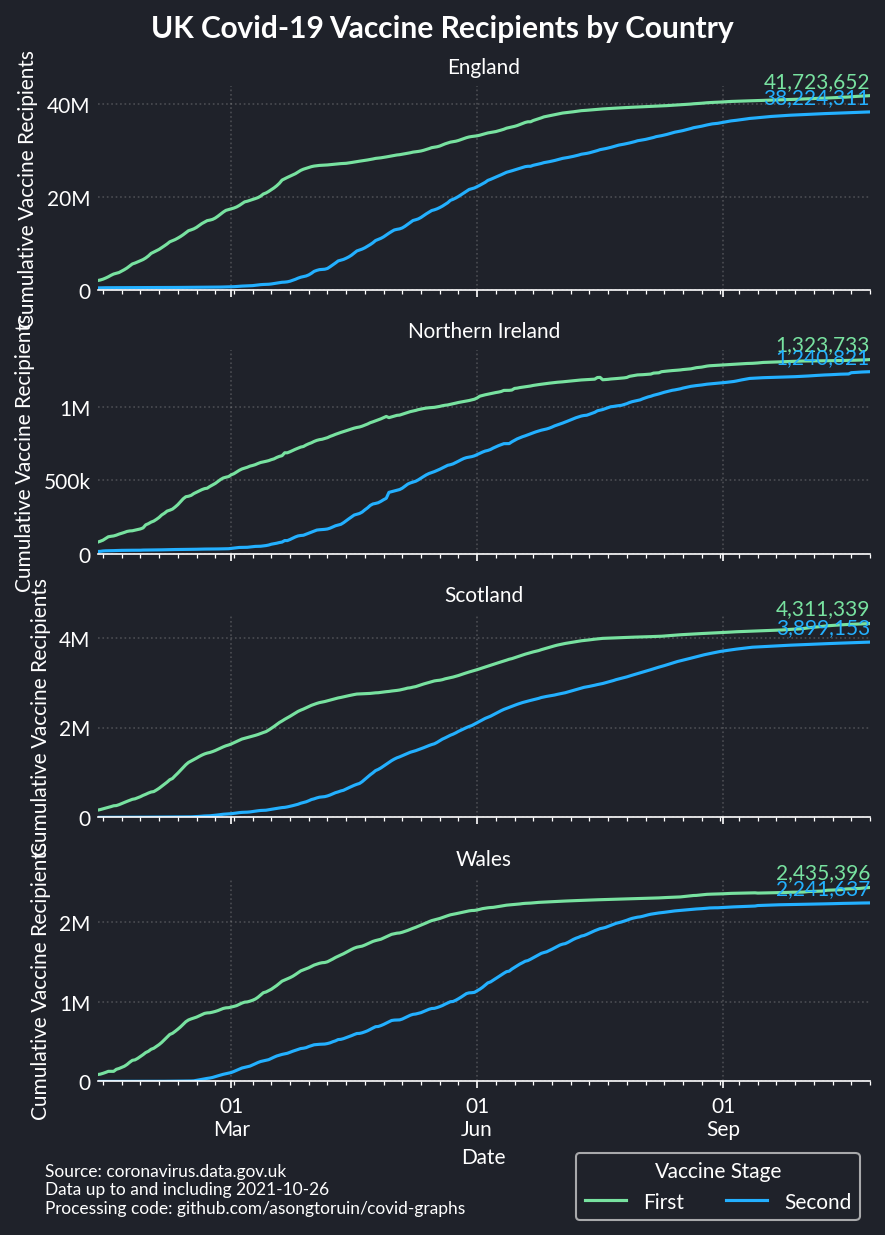 UK Covid-19 Vaccine Recipients by Country
England
Cumulative Vaccine Recipients
40M
20M
0
41,723,652
38,224,311
Northern Ireland
Cumulative Vaccine Recipients
1M
500k
0
1,323,733
1,240,821
Scotland
Cumulative Vaccine Recipients
4M
2M
0
4,311,339
3,899,153
Wales
Cumulative Vaccine Recipients
2M
1M
0
2,435,396
2,241,637
01
Mar
01
Jun
01
Sep
Date
Source: coronavirus.data.gov.uk
Data up to and including 2021-10-26
Processing code: github.com/asongtoruin/covid-graphs
Vaccine Stage
First
Second